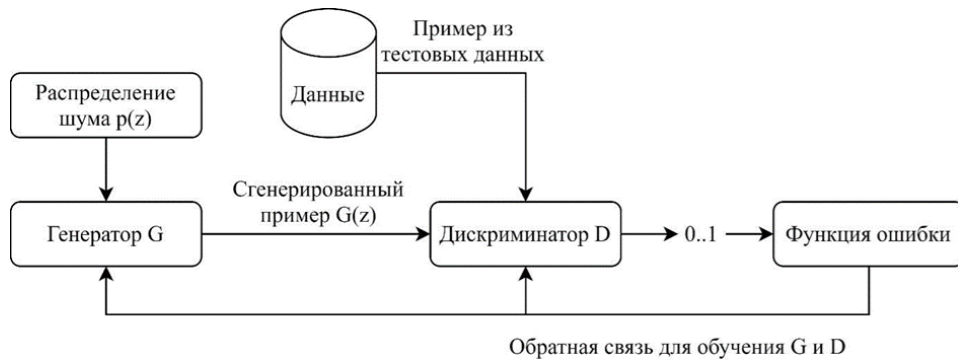 Пример из
тестовых данных
Данные
Распределение
шума p(z)
Сгенерированный
пример G(z)
Генератор G
Дискриминатор D
0..1
Функция ошибки
Обратная связь для обучения G и D